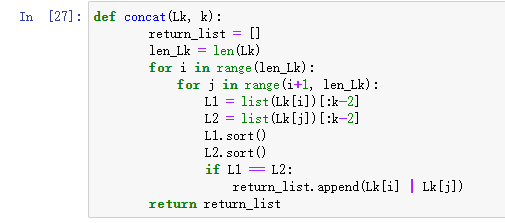 In [27]: def concat(Lk, k):
return_list = []
len_Lk = len(Lk)
for i in range(len_Lk):
for j in range(i+1, len_Lk):
L1 = list(Lk[i])[:k-2]
L2 = list(Lk[j])[:k-2]
L1.sort()
L2.sort()
if L1 == L2:
return_list.append(Lk[i] | Lk[j])
return return_list